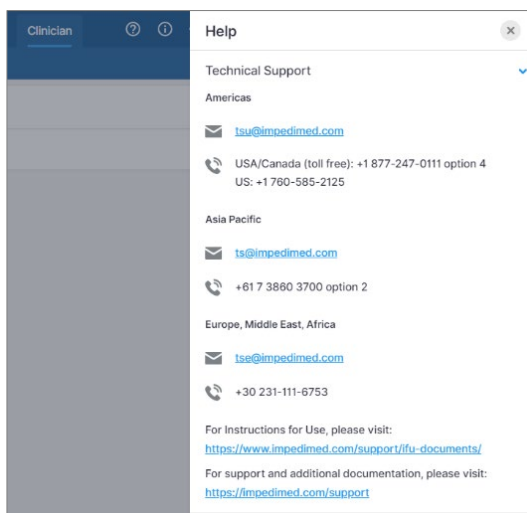 Clinician
Help
Technical Support
Americas
tsu@impedimed.com
USA/Canada (toll free): +1 877-247-0111 option 4
US: +1 760-585-2125
Asia Pacific
ts@impedimed.com
+61 7 3860 3700 option 2
Europe, Middle East, Africa
tse@impedimed.com
+30 231-111-6753
For Instructions for Use, please visit:
https://www.impedimed.com/support/ifu-documents/
For support and additional documentation, please visit:
https://impedimed.com/support